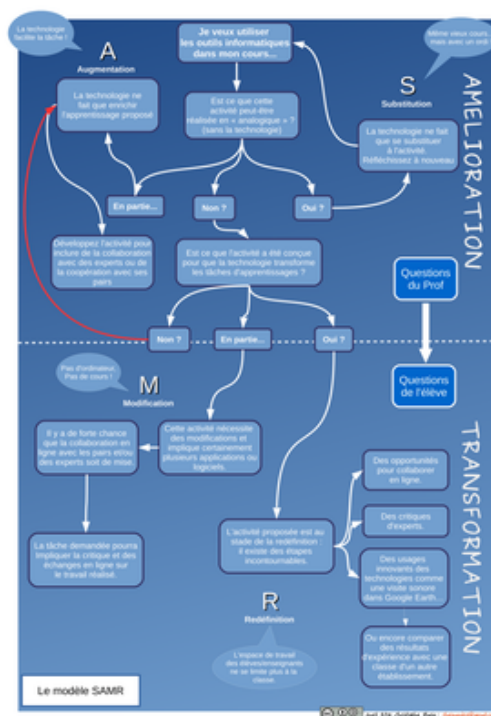 La technologie
facilite la tâche !
A
Augmentation
Je veux utiliser
les outils informatiques
dans mon cours...
Même vieux cours,
mais avec un ordi
S
Substitution
AMELIORATION
La technologie ne
fait que enrichir
l'apprentissage proposé
Est ce que cette
activité peut-être
réalisée en « analogique » ?
(sans la technologie)
La technologie ne fait
que se substituer
à l'activité.
Réfléchissez à nouveau
En partie...
Non ?
Oui ?
Développez l'activité pour
inclure de la collaboration
avec des experts ou de
la coopération avec ses
pairs
Est ce que l'activité a été conçue
pour que la technologie transforme
les tâches d'apprentissages ?
Questions
du Prof
Non ?
En partie...
Oui ?
Questions
de l'élève
Pas d'ordinateur,
Pas de cours !
M
Modification
TRANSFORMATION
Il y a de forte chance
que la collaboration en
ligne avec les pairs et/ou
des experts soit de mise.
Cette activité nécessite
des modifications et
implique certainement
plusieurs applications ou
logiciels.
Des opportunités
pour collaborer
en ligne.
Des critiques
d'experts.
La tâche demandée pourra
impliquer la critique et des
échanges en ligne sur
le travail réalisé.
L'activité proposée est au
stade de la redéfinition :
il existe des étapes
incontournables.
Des usages
innovants des
technologies comme
une visite sonore
dans Google Earth.
R
Redéfinition
L'espace de travail
des élèves/enseignants
ne se limite plus à la
classe.
Ou encore comparer
des résultats
d'expérience avec une
classe d'un autre
établissement.
Le modèle SAMR